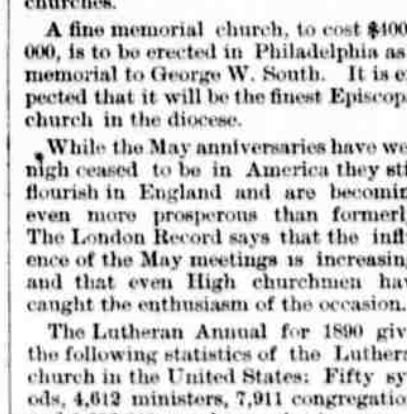 churches.
A fine memorial church, to cost $400
000, is to be erected in Philadelphia as
memorial to George W. South. It is e
pected that it will be the finest Episcop
church in the diocese.
While the May anniversaries have we
nigh ceased to be in America they sti
flourish in England and are becomin
even more prosperous than formerl
The London Record says that the infl
ence of the May meetings is increasin
and that even High churchmen hav
caught the enthusiasm of the occasion.
The Lutheran Annual for 1890 giv
the following statistics of the Luthera
church in the United States: Fifty sy
ods, 4,612 ministers, 7,911 congregatio